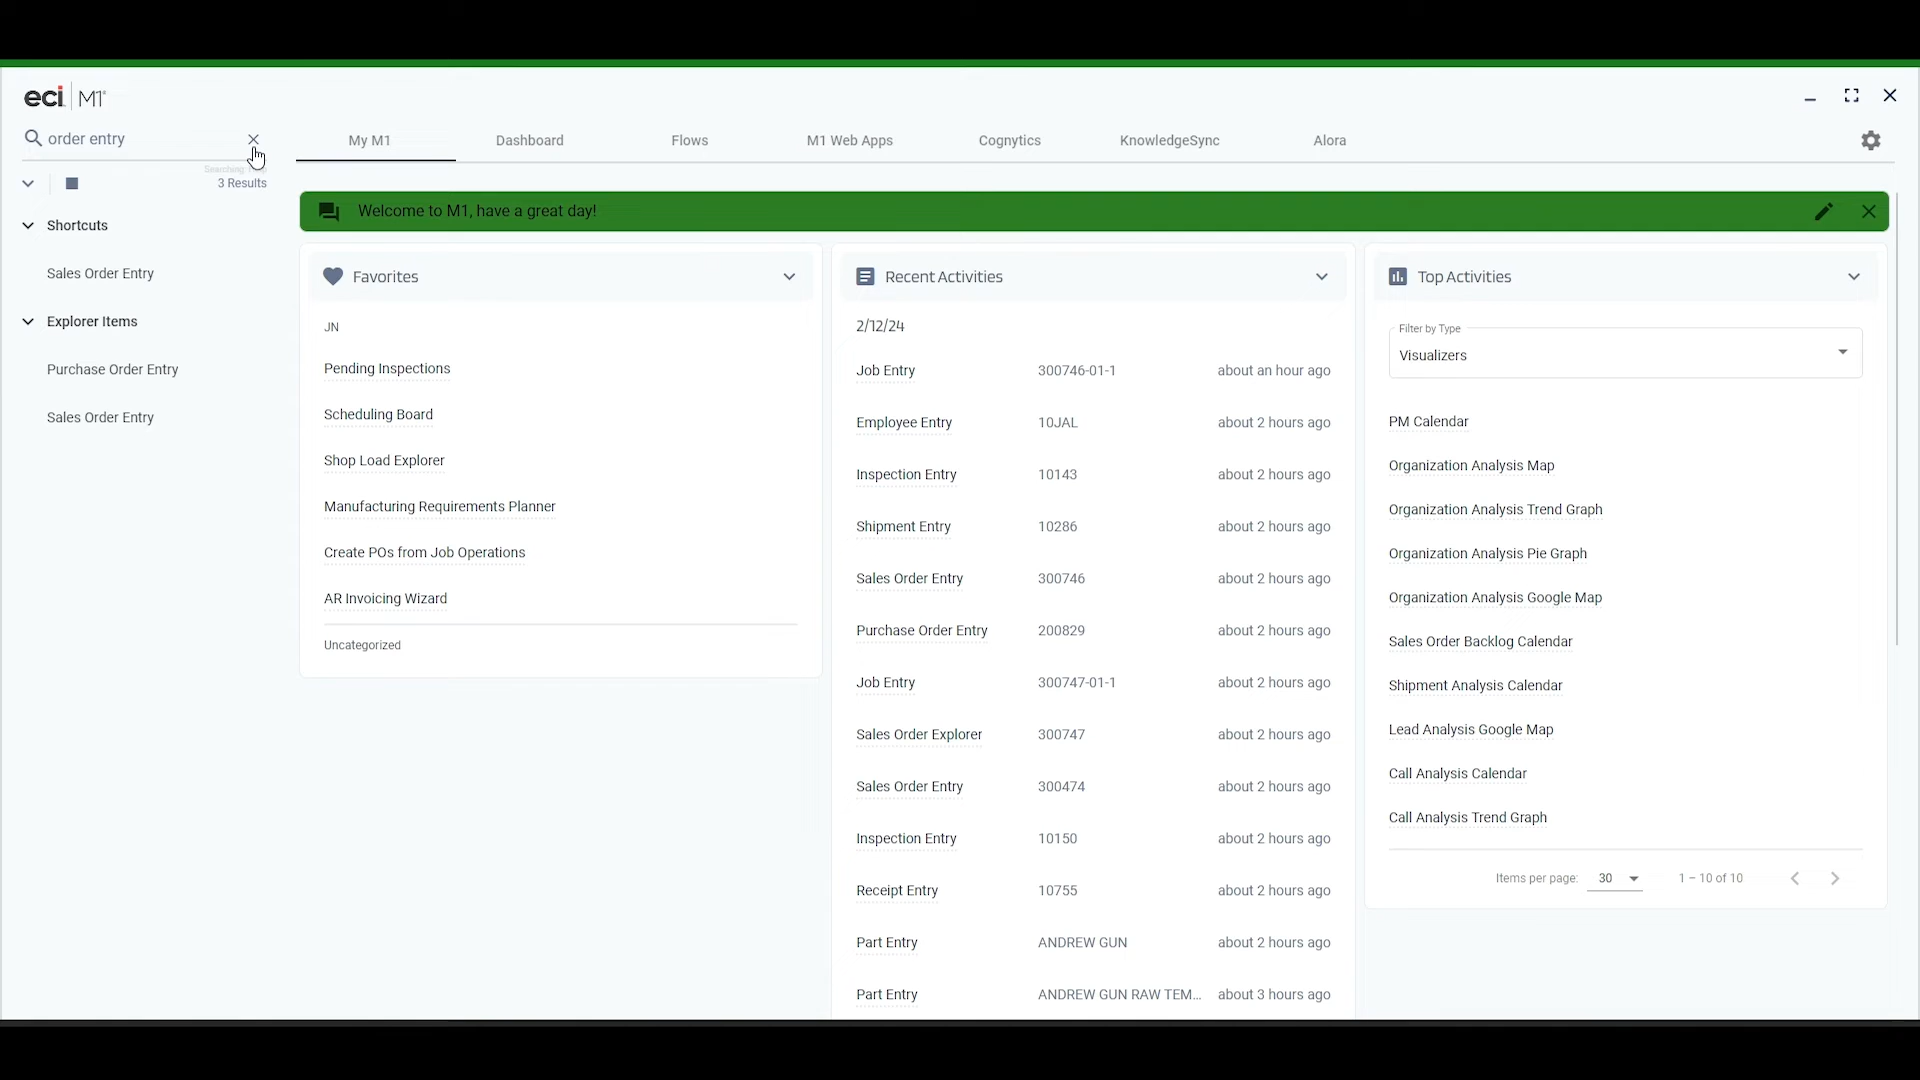 eci M1
order entry
My M1 Dashboard Flows M1 Web Apps Cognytics KnowledgeSync Alora
3 Results
Shortcuts
Sales Order Entry
Explorer Items
Purchase Order Entry
Sales Order Entry
Welcome to M1, have a great day!
Favorites
JN
Pending Inspections
Scheduling Board
Shop Load Explorer
Manufacturing Requirements Planner
Create POs from Job Operations
AR Invoicing Wizard
Uncategorized
Recent Activities
2/12/24
Job Entry 300746-01-1 about an hour ago
Employee Entry 10JAL about 2 hours ago
Inspection Entry 10143 about 2 hours ago
Shipment Entry 10286 about 2 hours ago
Sales Order Entry 300746 about 2 hours ago
Purchase Order Entry 200829 about 2 hours ago
Job Entry 300747-01-1 about 2 hours ago
Sales Order Explorer 300747 about 2 hours ago
Sales Order Entry 300474 about 2 hours ago
Inspection Entry 10150 about 2 hours ago
Receipt Entry 10755 about 2 hours ago
Part Entry ANDREW GUN about 2 hours ago
Part Entry ANDREW GUN RAW TEM... about 3 hours ago
Top Activities
Filter by Type
Visualizers
PM Calendar
Organization Analysis Map
Organization Analysis Trend Graph
Organization Analysis Pie Graph
Organization Analysis Google Map
Sales Order Backlog Calendar
Shipment Analysis Calendar
Lead Analysis Google Map
Call Analysis Calendar
Call Analysis Trend Graph
Items per page: 30 1 – 10 of 10